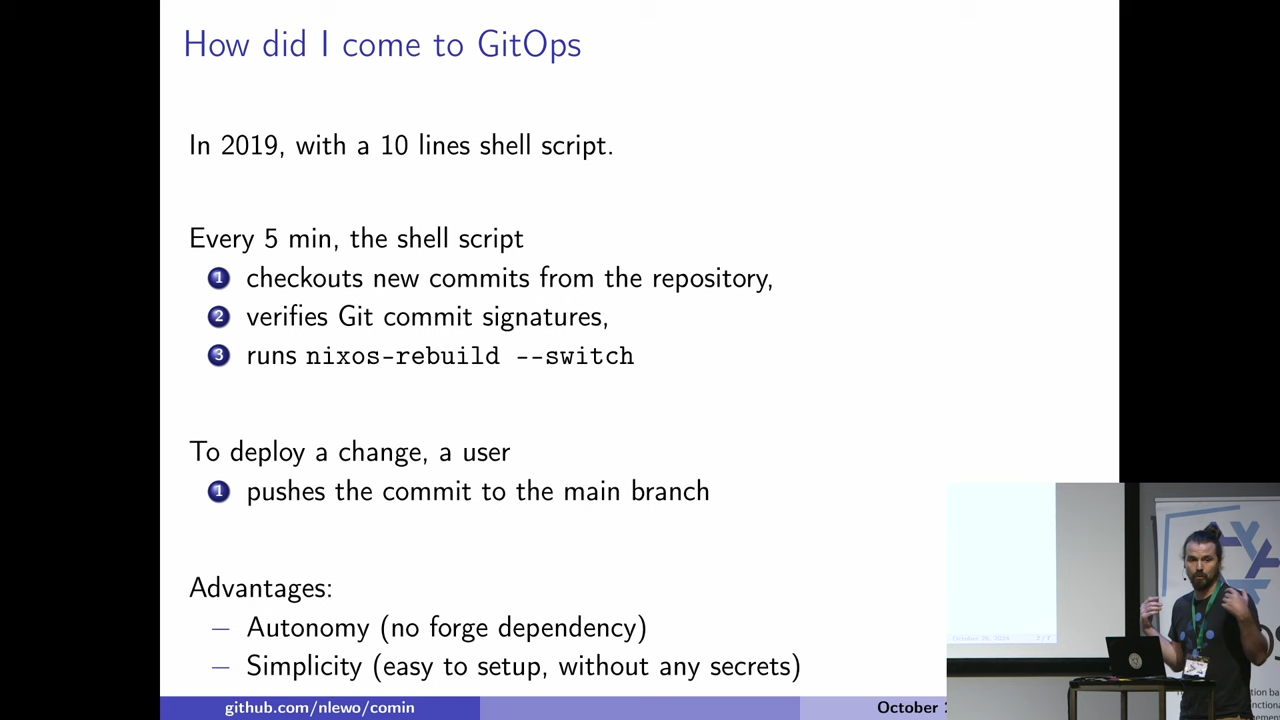 How did I come to GitOps
In 2019, with a 10 lines shell script.
Every 5 min, the shell script
1 checkouts new commits from the repository,
2 verifies Git commit signatures,
3 runs nixos-rebuild --switch
To deploy a change, a user
1 pushes the commit to the main branch
Advantages:
– Autonomy (no forge dependency)
– Simplicity (easy to setup, without any secrets)
github.com/nlewo/comin
October